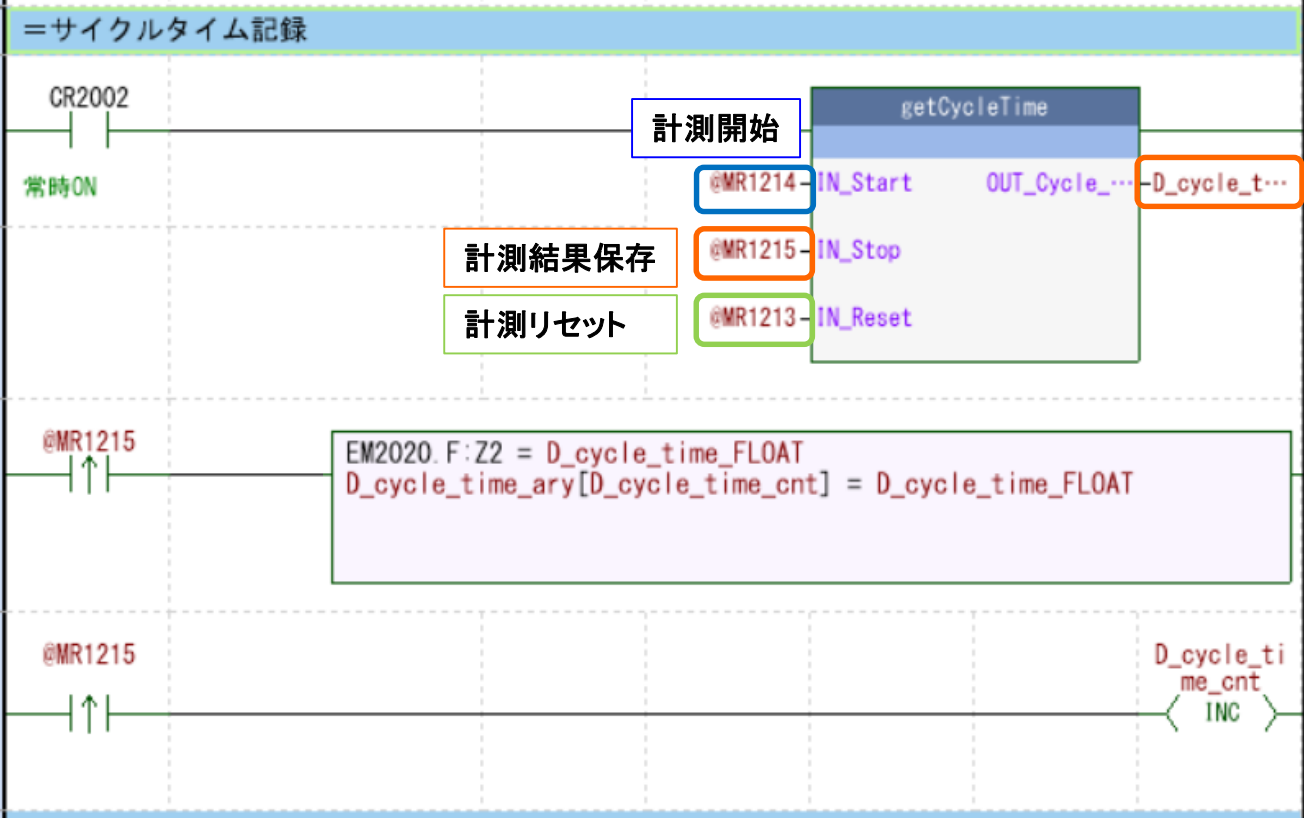 ＝サイクルタイム記録
CR2002
常時ON
getCycleTime
計測開始
@MR1214
IN_Start
OUT_Cycle_…
D_cycle_t…
計測結果保存
@MR1215
IN_Stop
計測リセット
@MR1213
IN_Reset
@MR1215
EM2020.F:Z2 = D_cycle_time_FLOAT
D_cycle_time_ary[D_cycle_time_cnt] = D_cycle_time_FLOAT
@MR1215
D_cycle_ti
me_cnt
INC